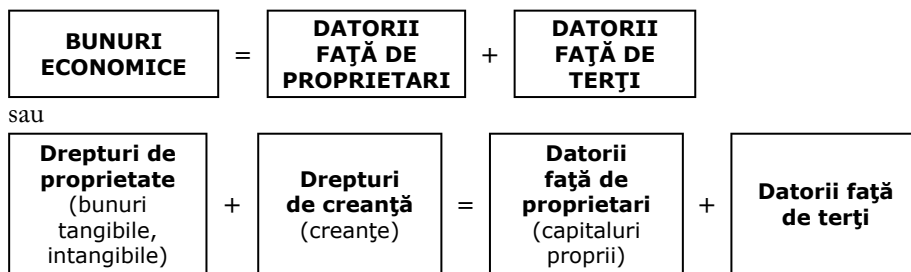 BUNURI
ECONOMICE
=
DATORII
FAŢĂ DE
PROPRIETARI
+
DATORII
FAŢĂ DE
TERŢI
sau
Drepturi de
proprietate
(bunuri
tangibile,
intangibile)
+
Drepturi
de creanţă
(creanţe)
=
Datorii
faţă de
proprietari
(capitaluri
proprii)
+
Datorii faţă
de terţi